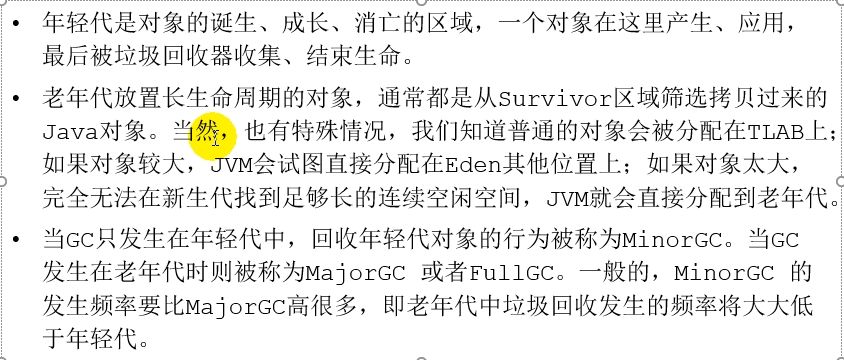 • 年轻代是对象的诞生、成长、消亡的区域，一个对象在这里产生、应用，
最后被垃圾回收器收集、结束生命。
• 老年代放置长生命周期的对象，通常都是从Survivor区域筛选拷贝过来的
Java对象。当然，也有特殊情况，我们知道普通的对象会被分配在TLAB上；
如果对象较大，JVM会试图直接分配在Eden其他位置上；如果对象太大，
完全无法在新生代找到足够长的连续空闲空间，JVM就会直接分配到老年代。
• 当GC只发生在年轻代中，回收年轻代对象的行为被称为MinorGC。当GC
发生在老年代时则被称为MajorGC 或者FullGC。一般的，MinorGC 的
发生频率要比MajorGC高很多，即老年代中垃圾回收发生的频率将大大低
于年轻代。